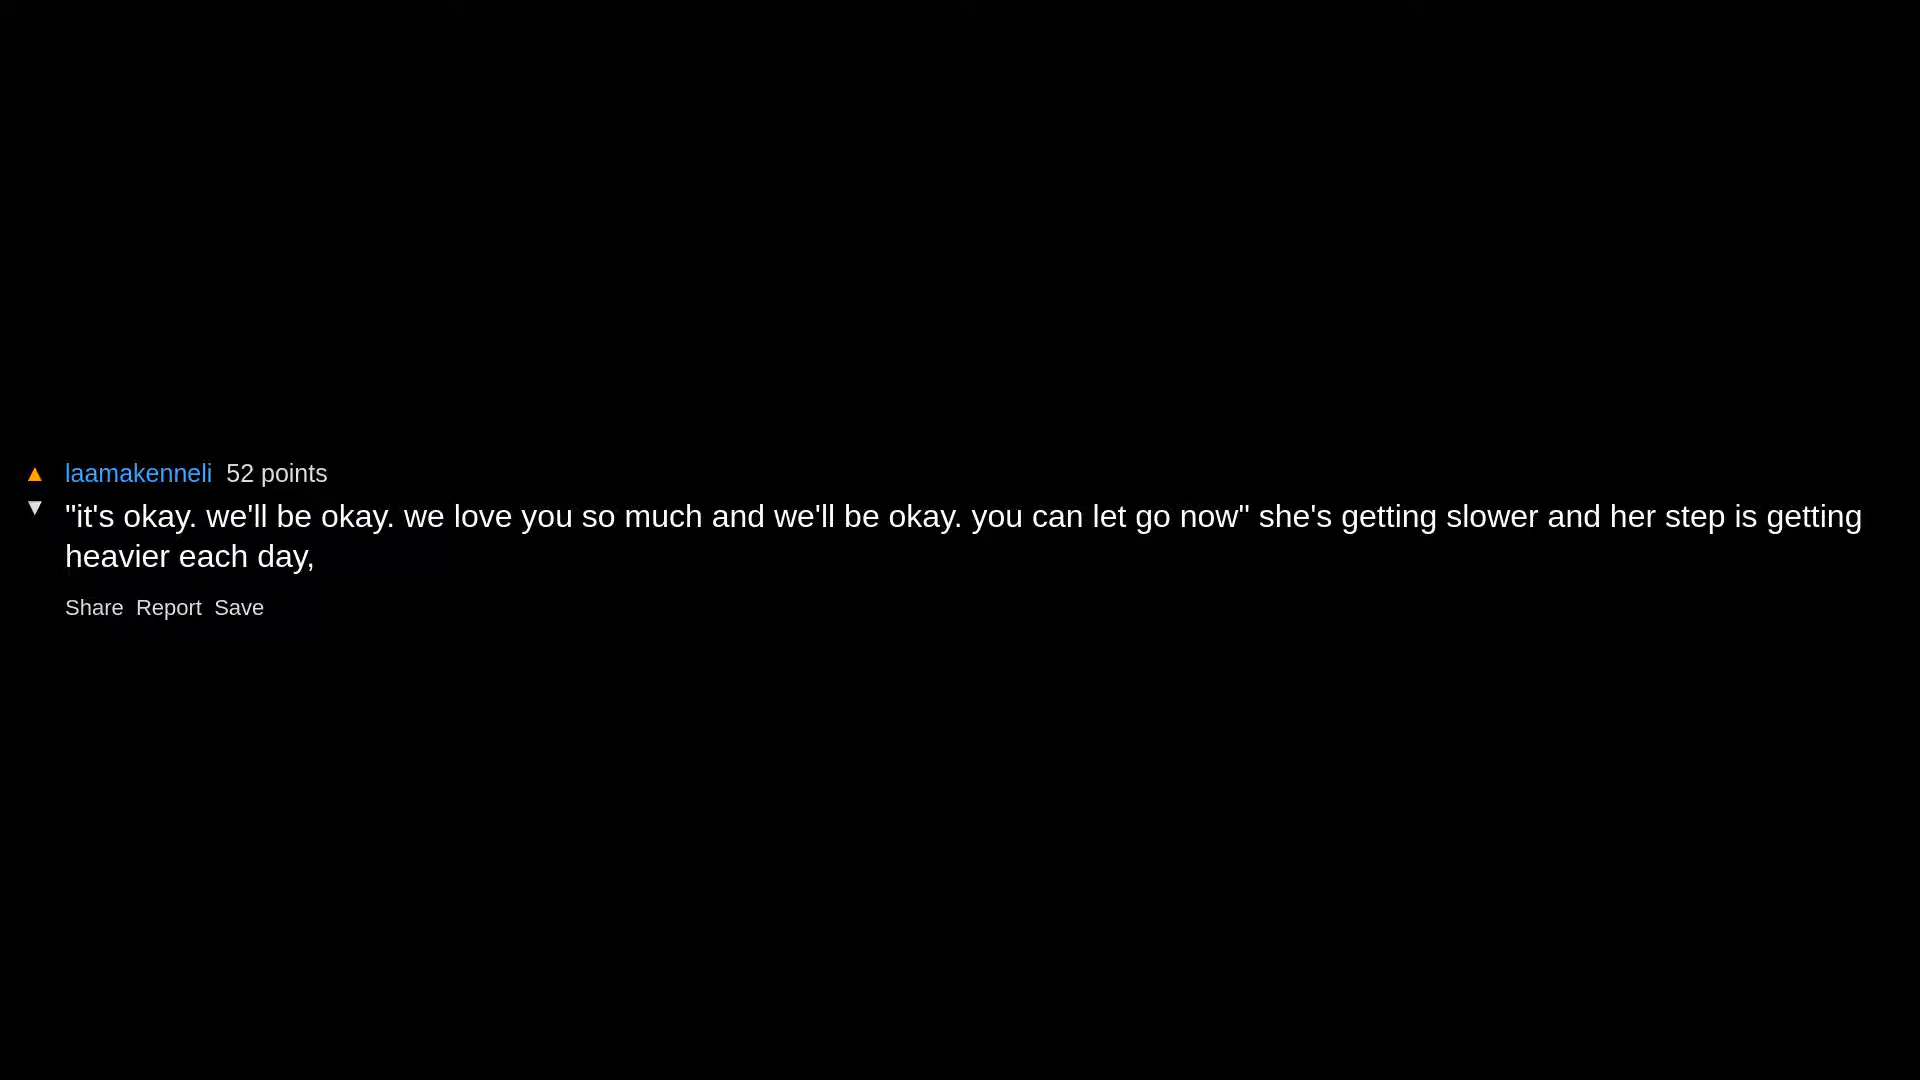 ▲ laamakenneli 52 points
▼ "it's okay. we'll be okay. we love you so much and we'll be okay. you can let go now" she's getting slower and her step is getting
heavier each day,
Share Report Save